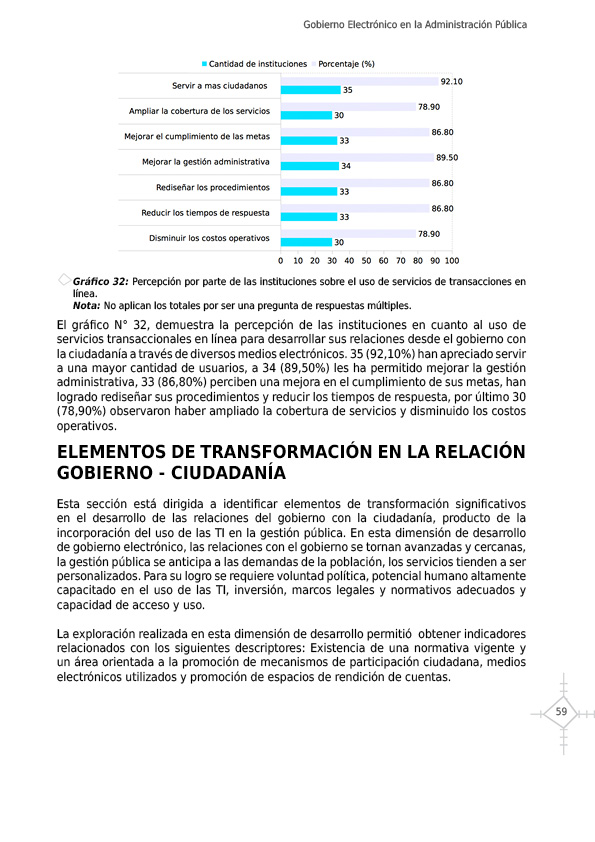 Gobierno Electrónico en la Administración Pública
Cantidad de instituciones Porcentaje (%)
Servir a mas ciudadanos 92.10
35
Ampliar la cobertura de los servicios 78.90
30
Mejorar el cumplimiento de las metas 86.80
33
Mejorar la gestión administrativa 89.50
34
Rediseñar los procedimientos 86.80
33
Reducir los tiempos de respuesta 86.80
33
Disminuir los costos operativos 78.90
30
0 10 20 30 40 50 60 70 80 90 100
Gráfico 32: Percepción por parte de las instituciones sobre el uso de servicios de transacciones en
línea.
Nota: No aplican los totales por ser una pregunta de respuestas múltiples.
El gráfico N° 32, demuestra la percepción de las instituciones en cuanto al uso de
servicios transaccionales en línea para desarrollar sus relaciones desde el gobierno con
la ciudadanía a través de diversos medios electrónicos. 35 (92,10%) han apreciado servir
a una mayor cantidad de usuarios, a 34 (89,50%) les ha permitido mejorar la gestión
administrativa, 33 (86,80%) perciben una mejora en el cumplimiento de sus metas, han
logrado rediseñar sus procedimientos y reducir los tiempos de respuesta, por último 30
(78,90%) observaron haber ampliado la cobertura de servicios y disminuido los costos
operativos.
ELEMENTOS DE TRANSFORMACIÓN EN LA RELACIÓN
GOBIERNO - CIUDADANÍA
Esta sección está dirigida a identificar elementos de transformación significativos
en el desarrollo de las relaciones del gobierno con la ciudadanía, producto de la
incorporación del uso de las TI en la gestión pública. En esta dimensión de desarrollo
de gobierno electrónico, las relaciones con el gobierno se tornan avanzadas y cercanas,
la gestión pública se anticipa a las demandas de la población, los servicios tienden a ser
personalizados. Para su logro se requiere voluntad política, potencial humano altamente
capacitado en el uso de las TI, inversión, marcos legales y normativos adecuados y
capacidad de acceso y uso.
La exploración realizada en esta dimensión de desarrollo permitió obtener indicadores
relacionados con los siguientes descriptores: Existencia de una normativa vigente y
un área orientada a la promoción de mecanismos de participación ciudadana, medios
electrónicos utilizados y promoción de espacios de rendición de cuentas.
59